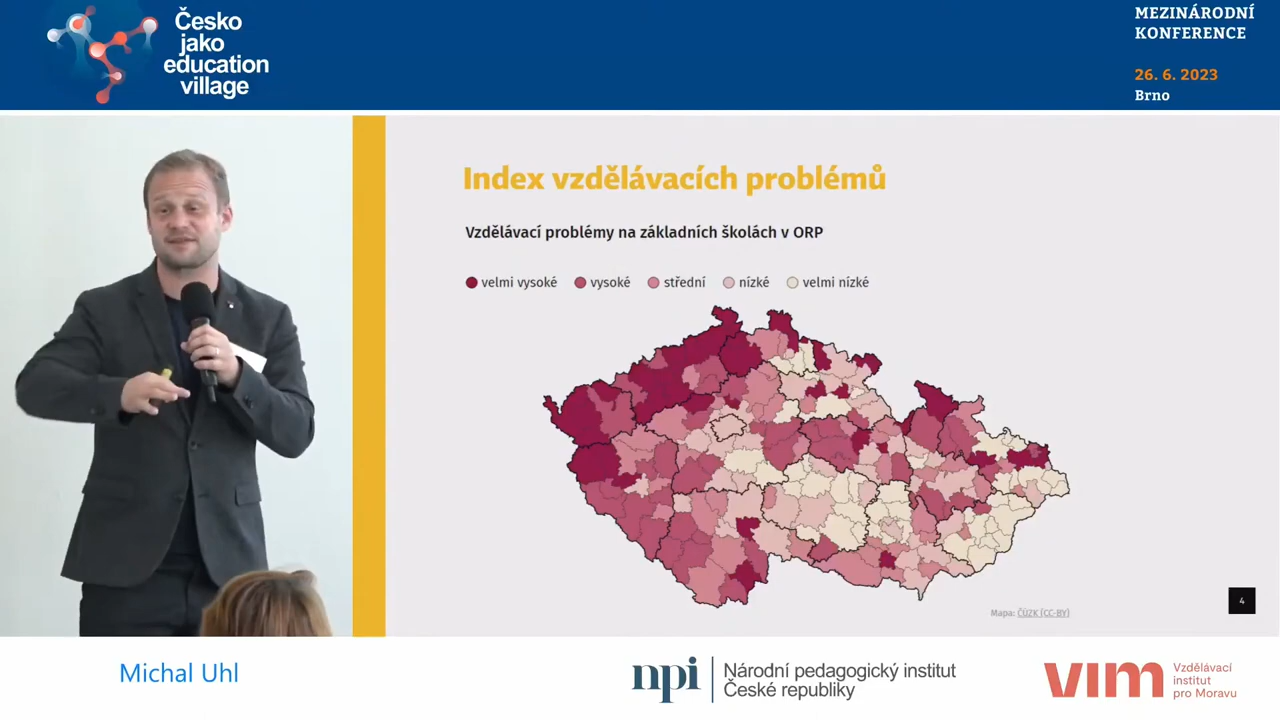 Česko
jako
education
village
MEZINÁRODNÍ
KONFERENCE
26. 6. 2023
Brno
Index vzdělávacích problémů
Vzdělávací problémy na základních školách v ORP
velmi vysoké
vysoké
střední
nízké
velmi nízké
Mapa: ČÚZK (CC-BY)
4
Michal Uhl
npi
Národní pedagogický institut
České republiky
vim
Vzdělávací
institut
pro Moravu